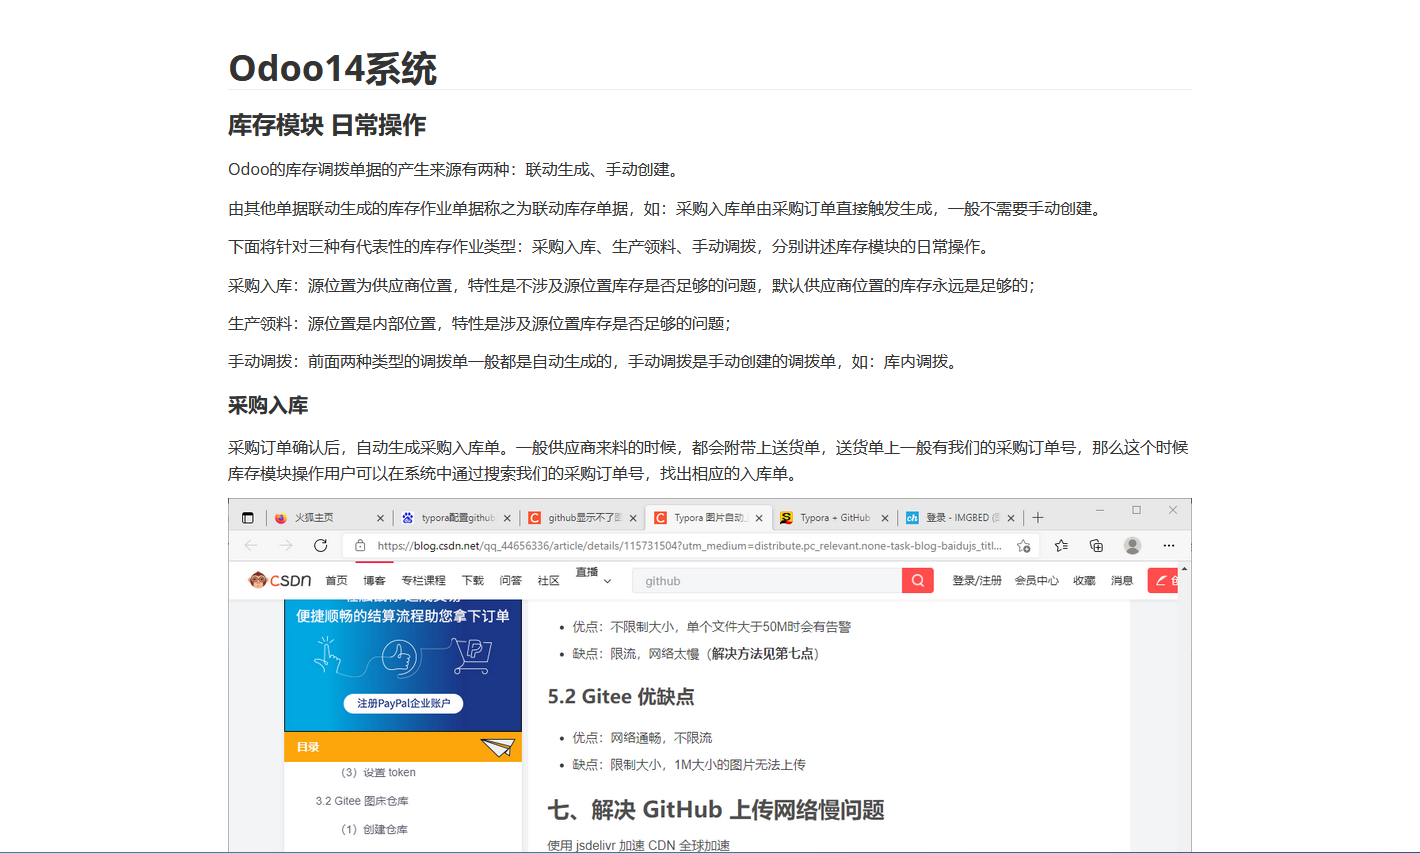 Odoo14系统
库存模块 日常操作
Odoo的库存调拨单据的产生来源有两种：联动生成、手动创建。
由其他单据联动生成的库存作业单据称之为联动库存单据，如：采购入库单由采购订单直接触发生成，一般不需要手动创建。
下面将针对三种有代表性的库存作业类型：采购入库、生产领料、手动调拨，分别讲述库存模块的日常操作。
采购入库：源位置为供应商位置，特性是不涉及源位置库存是否足够的问题，默认供应商位置的库存永远是足够的；
生产领料：源位置是内部位置，特性是涉及源位置库存是否足够的问题；
手动调拨：前面两种类型的调拨单一般都是自动生成的，手动调拨是手动创建的调拨单，如：库内调拨。
采购入库
采购订单确认后，自动生成采购入库单。一般供应商来料的时候，都会附带上送货单，送货单上一般有我们的采购订单号，那么这个时候
库存模块操作用户可以在系统中通过搜索我们的采购订单号，找出相应的入库单。
火狐主页 typora配置github github显示不了 Typora 图片自动 Typora + GitHub 登录 - IMGBED
https://blog.csdn.net/qq_44656336/article/details/115731504?utm_medium=distribute.pc_relevant.none-task-blog-baidujs_titl...
CSDN 首页 博客 专栏课程 下载 问答 社区 直播 github 登录/注册 会员中心 收藏 消息
便捷顺畅的结算流程助您拿下订单
注册PayPal企业账户
目录
（3）设置 token
3.2 Gitee 图床仓库
（1）创建仓库
• 优点：不限制大小，单个文件大于50M时会有告警
• 缺点：限流，网络太慢（解决方法见第七点）
5.2 Gitee 优缺点
• 优点：网络通畅，不限流
• 缺点：限制大小，1M大小的图片无法上传
七、解决 GitHub 上传网络慢问题
使用 jsdelivr 加速 CDN 全球加速